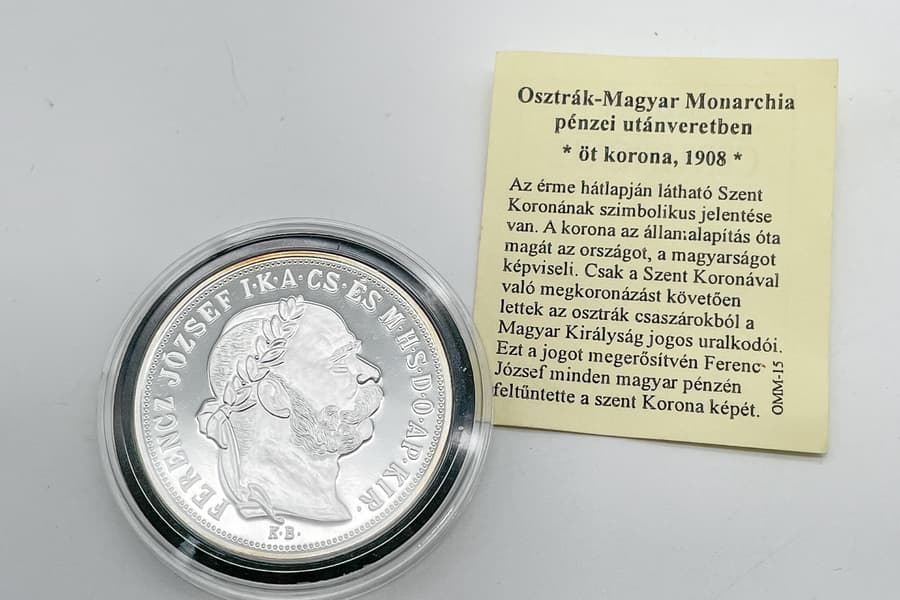 Osztrák-Magyar Monarchia
pénzei utánveretben
* öt korona, 1908 *
Az érme hátlapján látható Szent
Koronának szimbolikus jelentése
van. A korona az államalapítás óta
magát az országot, a magyarságot
képviseli. Csak a Szent Koronával
való megkoronázást követően
lettek az osztrák császárokból a
Magyar Királyság jogos uralkodói.
Ezt a jogot megerősítvén Ferenc
József minden magyar pénzén
feltűntette a szent Korona képét.
OMM-15
FERENCZ JÓZSEF I·K·A·CS·ÉS M·H·S·D·O·AP·KIR·
K·B·